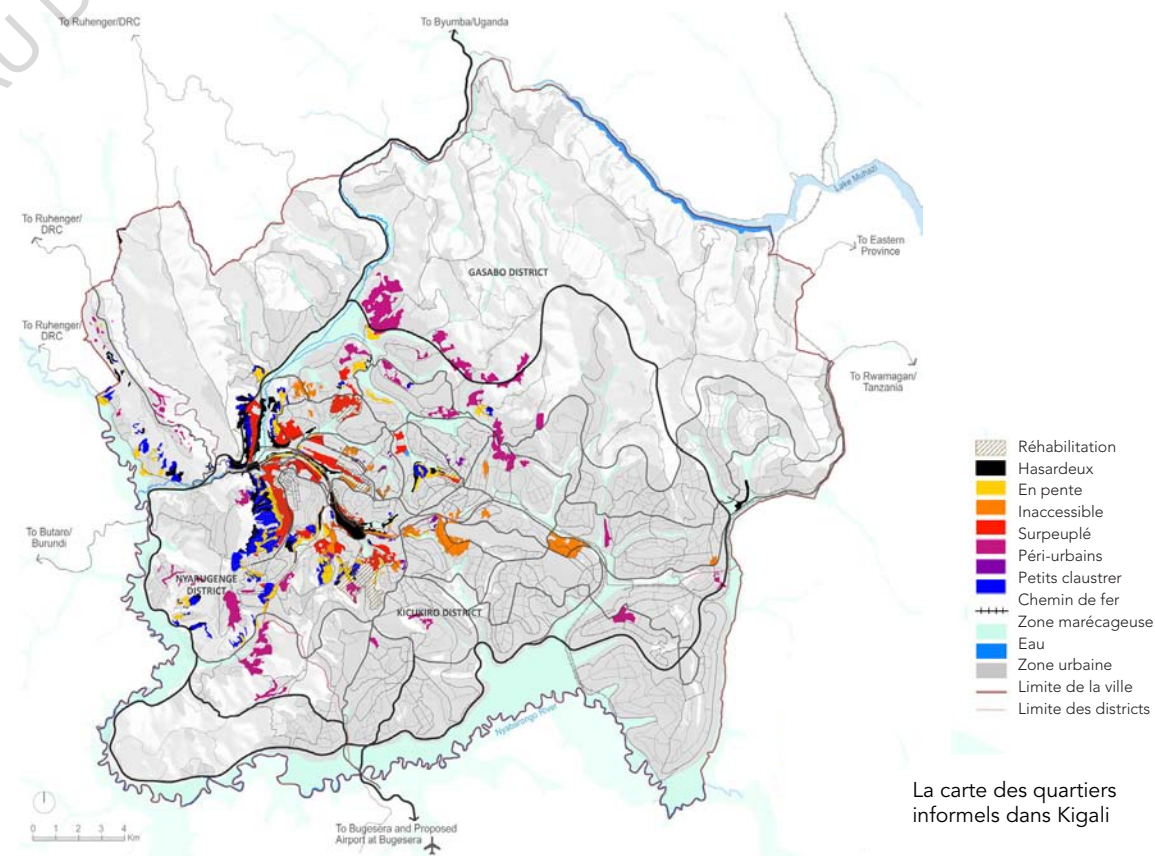 AU D
To Ruhenger/DRC
To Byumba/Uganda
Lake Muhazi
To Ruhenger/
DRC
To Eastern
Province
GASABO DISTRICT
To Ruhenger/
DRC
To Rwamagan/
Tanzania
To Butaro/
Burundi
NYARUGENGE
DISTRICT
KICUKIRO DISTRICT
Nyabarongo River
0 1 2 3 4
Km
To Bugesera and Proposed
Airport at Bugesera
Réhabilitation
Hasardeux
En pente
Inaccessible
Surpeuplé
Péri-urbains
Petits claustrer
Chemin de fer
Zone marécageuse
Eau
Zone urbaine
Limite de la ville
Limite des districts
La carte des quartiers
informels dans Kigali